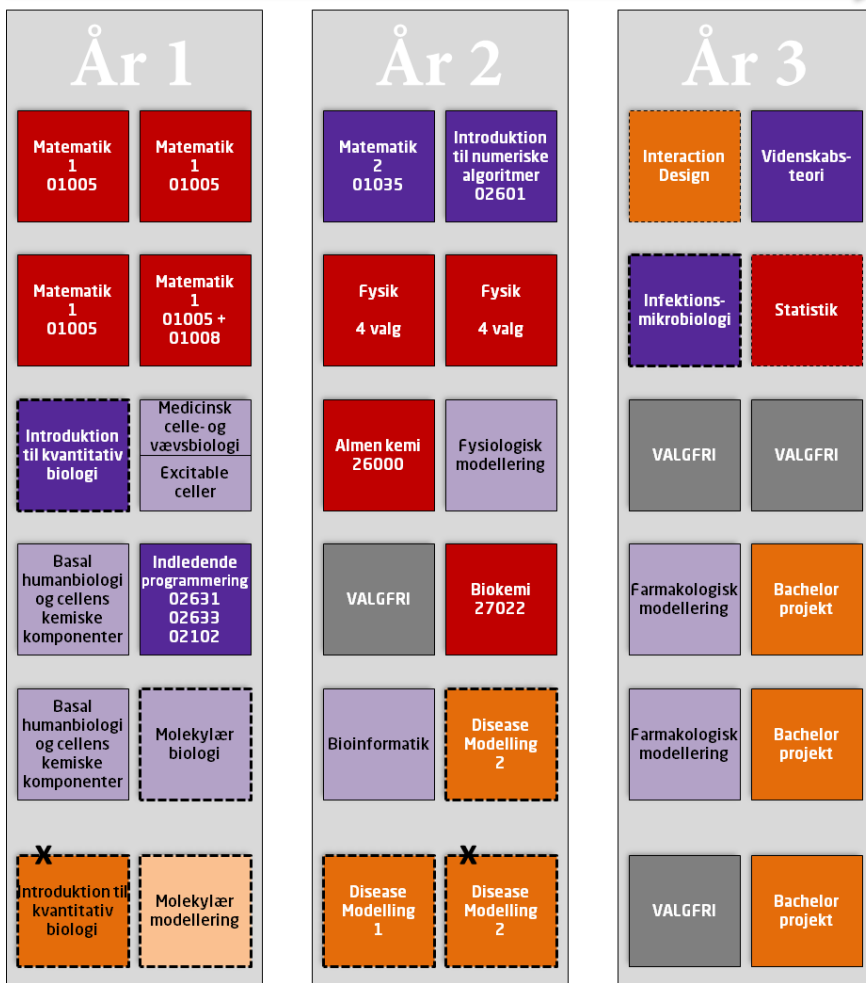 År 1
Matematik
1
01005
Matematik
1
01005
Matematik
1
01005
Matematik
1
01005 +
01008
Introduktion
til kvantitativ
biologi
Medicinsk
celle- og
vævsbiologi
Excitable
celler
Basal
humanbiologi
og cellens
kemiske
komponenter
Indledende
programmering
02631
02633
02102
Basal
humanbiologi
og cellens
kemiske
komponenter
Molekylær
biologi
X
Introduktion til
kvantitativ
biologi
Molekylær
modellering
År 2
Matematik
2
01035
Introduktion
til numeriske
algoritmer
02601
Fysik
4 valg
Fysik
4 valg
Almen kemi
26000
Fysiologisk
modellering
VALGFRI
Biokemi
27022
Bioinformatik
Disease
Modelling
2
Disease
Modelling
1
X
Disease
Modelling
2
År 3
Interaction
Design
Videnskabs-
teori
Infektions-
mikrobiologi
Statistik
VALGFRI
VALGFRI
Farmakologisk
modellering
Bachelor
projekt
Farmakologisk
modellering
Bachelor
projekt
VALGFRI
Bachelor
projekt